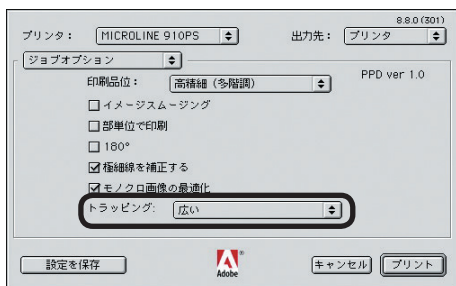 8.8.0 (301)
プリンタ： MICROLINE 910PS 出力先： プリンタ
ジョブオプション
印刷品位： 高精細（多階調） PPD ver 1.0
イメージスムージング
部単位で印刷
180°
極細線を補正する
モノクロ画像の最適化
トラッピング: 広い
設定を保存 Adobe キャンセル プリント